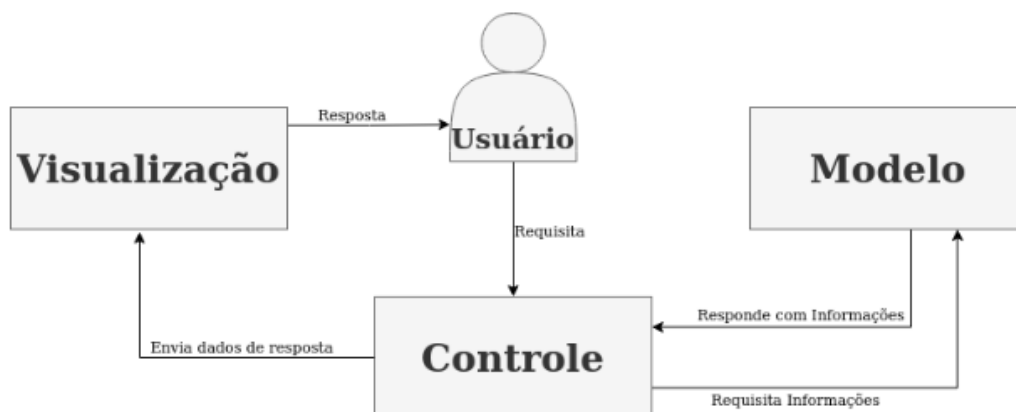 Resposta
Usuário
Visualização
Modelo
Requisita
Responde com Informações
Envia dados de resposta
Controle
Requisita Informações